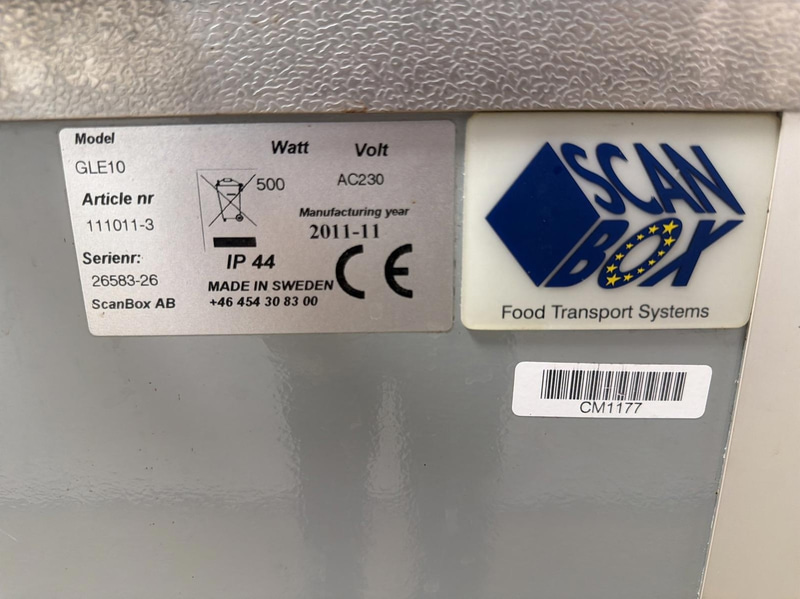 Model
Watt
Volt
GLE10
500
AC230
Article nr
Manufacturing year
111011-3
2011-11
Serienr:
IP 44
CE
26583-26
MADE IN SWEDEN
ScanBox AB
+46 454 30 83 00
SCAN
BOX
Food Transport Systems
CM1177